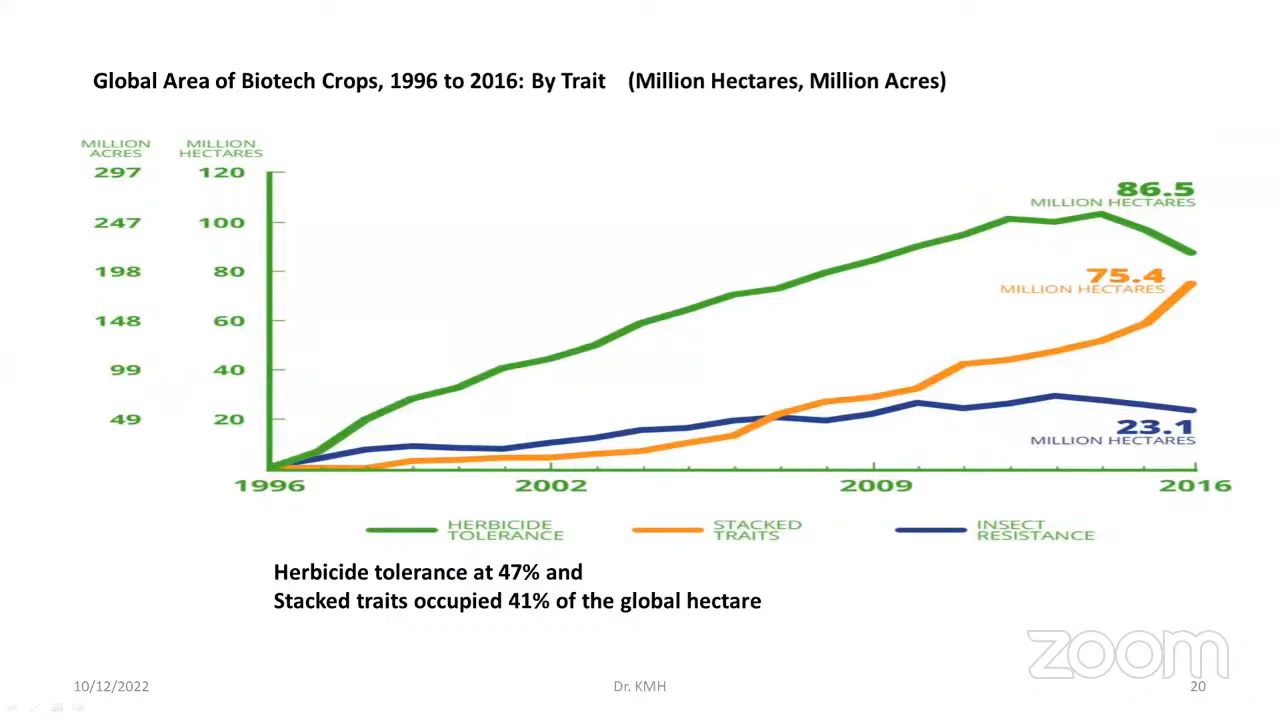 Global Area of Biotech Crops, 1996 to 2016: By Trait (Million Hectares, Million Acres)
MILLION ACRES
MILLION HECTARES
297 120
247 100
198 80
148 60
99 40
49 20
86.5
MILLION HECTARES
75.4
MILLION HECTARES
23.1
MILLION HECTARES
1996 2002 2009 2016
HERBICIDE TOLERANCE
STACKED TRAITS
INSECT RESISTANCE
Herbicide tolerance at 47% and
Stacked traits occupied 41% of the global hectare
zoom
10/12/2022 Dr. KMH 20